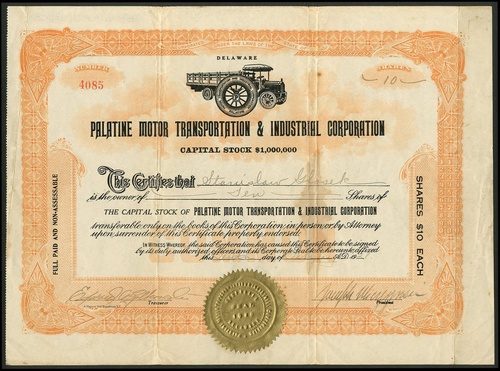 UNDER THE LAWS OF THE
NUMBER
DELAWARE
SHARES
4085
10
PALATINE MOTOR TRANSPORTATION & INDUSTRIAL CORPORATION
CAPITAL STOCK $1,000,000
This Certifies that Stanislaw
is the owner of Ten Shares of
THE CAPITAL STOCK OF PALATINE MOTOR TRANSPORTATION & INDUSTRIAL CORPORATION
transferable only on the books of this Corporation in person or by Attorney
upon surrender of this Certificate properly endorsed.
IN WITNESS WHEREOF, the said Corporation has caused this Certificate to be signed
by its duly authorized officers and its Corporate Seal to be hereunto affixed
this day of A.D. 19
Treasurer
President
FULL PAID AND NON-ASSESSABLE
SHARES $10 EACH